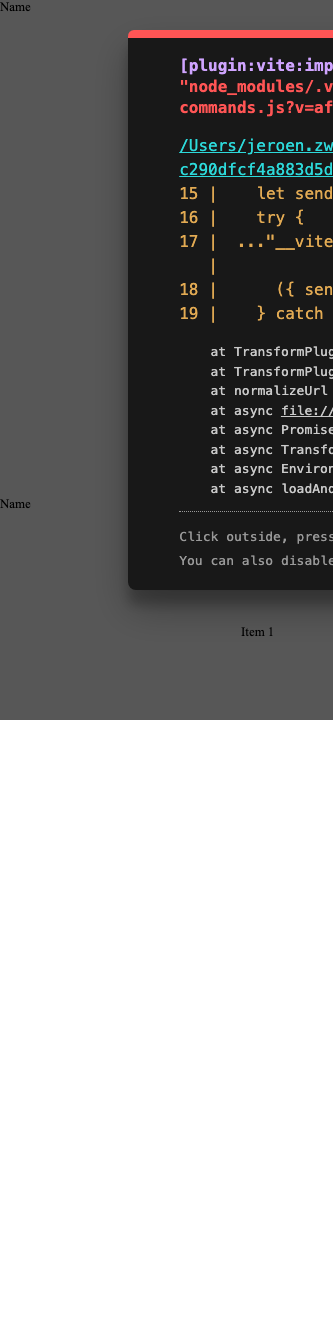 Name
[plugin:vite:imp
"node_modules/.v
commands.js?v=af
/Users/jeroen.zw
c290dfcf4a883d5d
15 |    let send
16 |    try {
17 |  ..."__vite
   |
18 |      ({ sen
19 |    } catch
at TransformPlug
at TransformPlug
at normalizeUrl
at async file://
at async Promise
at async Transfo
at async Environ
at async loadAnd
Name
Click outside, press
You can also disable
Item 1